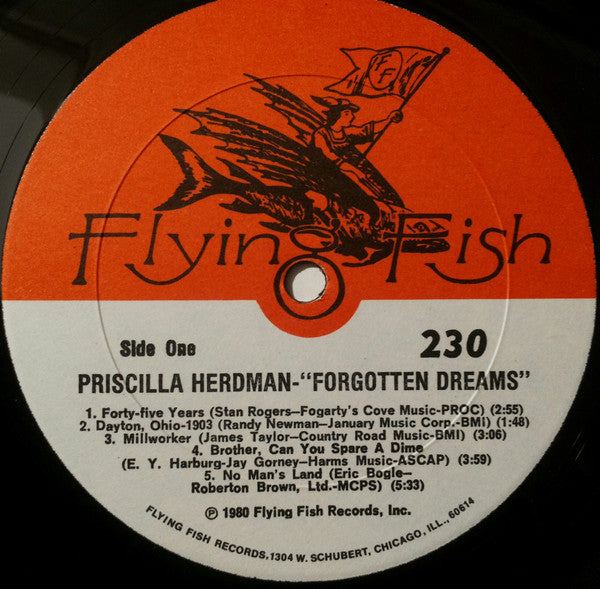 FF
Flying Fish
Side One
230
PRISCILLA HERDMAN-"FORGOTTEN DREAMS"
1. Forty-five Years (Stan Rogers—Fogarty's Cove Music-PROC) (2:55)
2. Dayton, Ohio-1903 (Randy Newman—January Music Corp.-BMI) (1:48)
3. Millworker (James Taylor—Country Road Music-BMI) (3:06)
4. Brother, Can You Spare A Dime
(E. Y. Harburg-Jay Gorney—Harms Music-ASCAP) (3:59)
5. No Man's Land (Eric Bogle—
Roberton Brown, Ltd.-MCPS) (5:33)
Ⓟ 1980 Flying Fish Records, Inc.
FLYING FISH RECORDS, 1304 W. SCHUBERT, CHICAGO, ILL., 60614